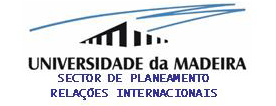 UNIVERSIDADE da MADEIRA
SECTOR DE PLANEAMENTO
RELAÇÕES INTERNACIONAIS